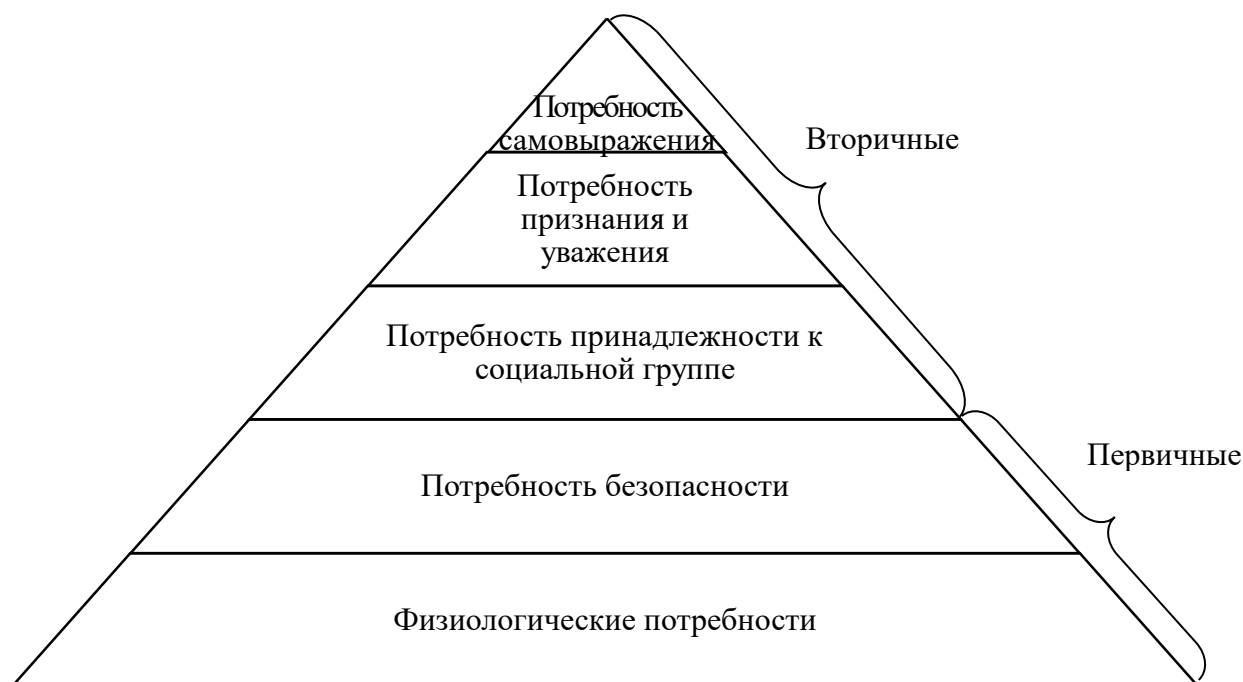 Потребность
самовыражения
Вторичные
Потребность
признания и
уважения
Потребность принадлежности к
социальной группе
Первичные
Потребность безопасности
Физиологические потребности